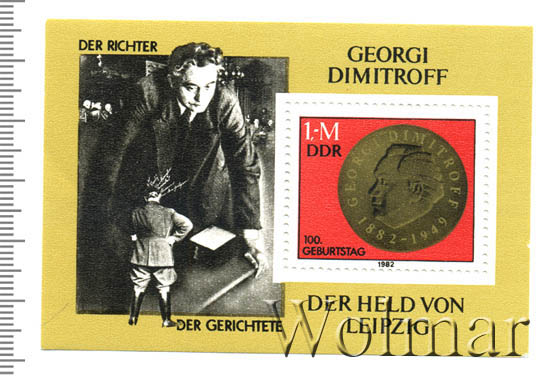 DER RICHTER
DER GERICHTETE
GEORGI
DIMITROFF
1,-M
DDR
GEORGI DIMITROFF
1882-1949
100.
GEBURTSTAG
1982
DER HELD VON
LEIPZIG
Wolmar